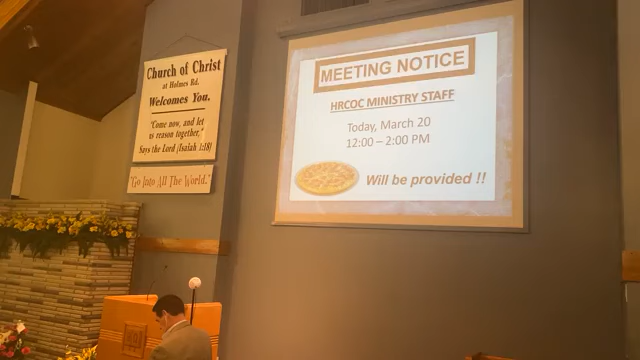 Church of Christ
at Holmes Rd.
Welcomes You.
"Come now, and let
us reason together,"
Says the Lord (Isaiah 1:18)
"Go Into All The World."
MEETING NOTICE
HRCOC MINISTRY STAFF
Today, March 20
12:00 – 2:00 PM
Will be provided !!